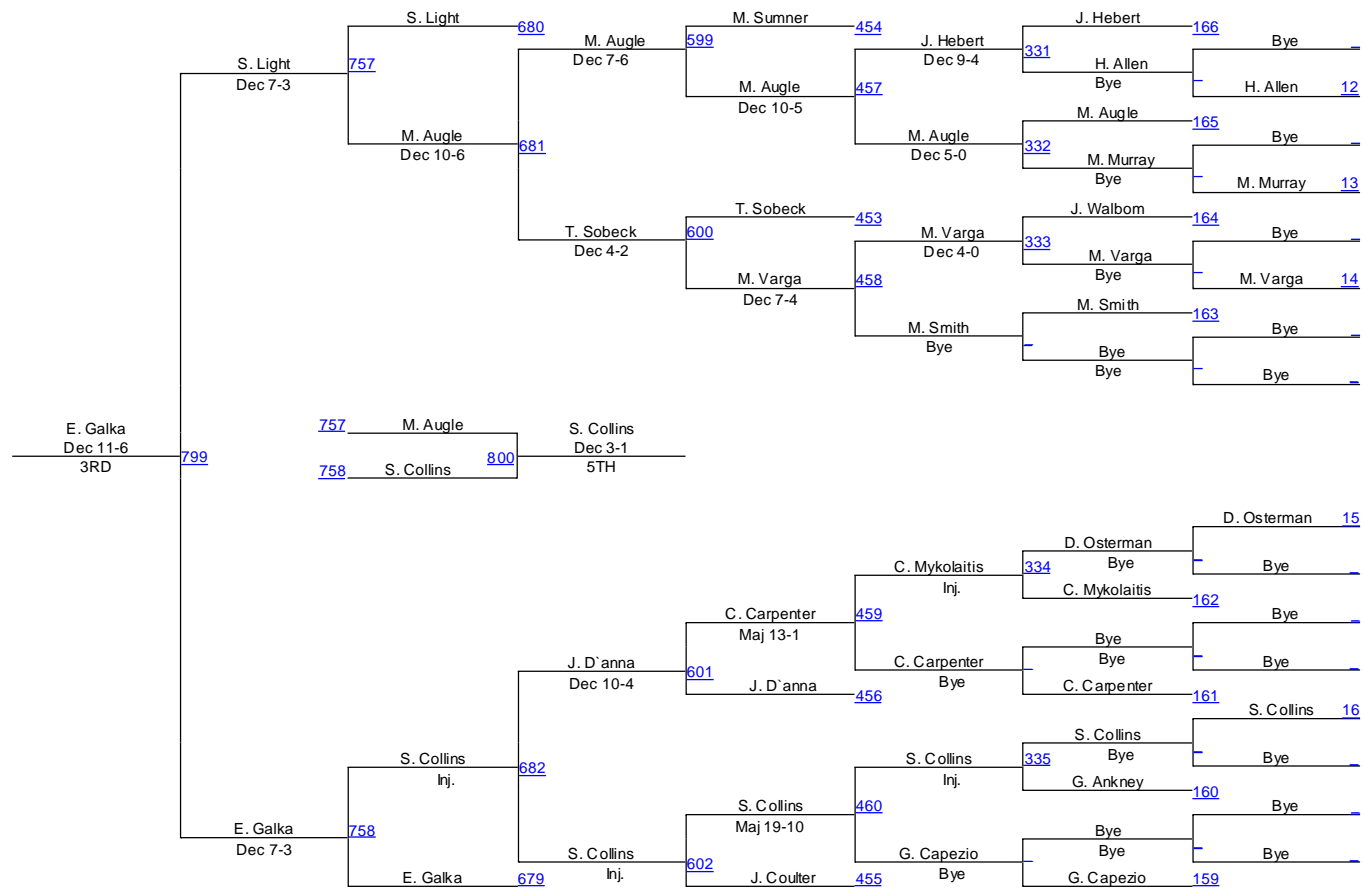 S. Light 680
M. Sumner 454
J. Hebert 166
M. Augle 599
Dec 7-6
J. Hebert 331
Dec 9-4
Bye
S. Light 757
Dec 7-3
H. Allen
Bye
M. Augle 457
Dec 10-5
H. Allen 12
M. Augle 165
M. Augle 681
Dec 10-6
M. Augle 332
Dec 5-0
Bye
M. Murray
Bye
M. Murray 13
T. Sobeck 453
J. Walborn 164
T. Sobeck 600
Dec 4-2
M. Varga 333
Dec 4-0
Bye
M. Varga
Bye
M. Varga 458
Dec 7-4
M. Varga 14
M. Smith 163
M. Smith
Bye
Bye
Bye
Bye
Bye
E. Galka
Dec 11-6
3RD
799
757 M. Augle
758 S. Collins
800
S. Collins
Dec 3-1
5TH
D. Osterman 15
D. Osterman
Bye
C. Mykolaitis 334
Inj.
Bye
C. Mykolaitis 162
C. Carpenter 459
Maj 13-1
Bye
Bye
Bye
J. D`anna 601
Dec 10-4
C. Carpenter
Bye
Bye
J. D`anna 456
C. Carpenter 161
S. Collins 16
S. Collins
Bye
S. Collins 682
Inj.
S. Collins 335
Inj.
Bye
G. Ankney 160
S. Collins 460
Maj 19-10
Bye
E. Galka 758
Dec 7-3
Bye
Bye
S. Collins 602
Inj.
G. Capezio
Bye
Bye
E. Galka 679
J. Coulter 455
G. Capezio 159